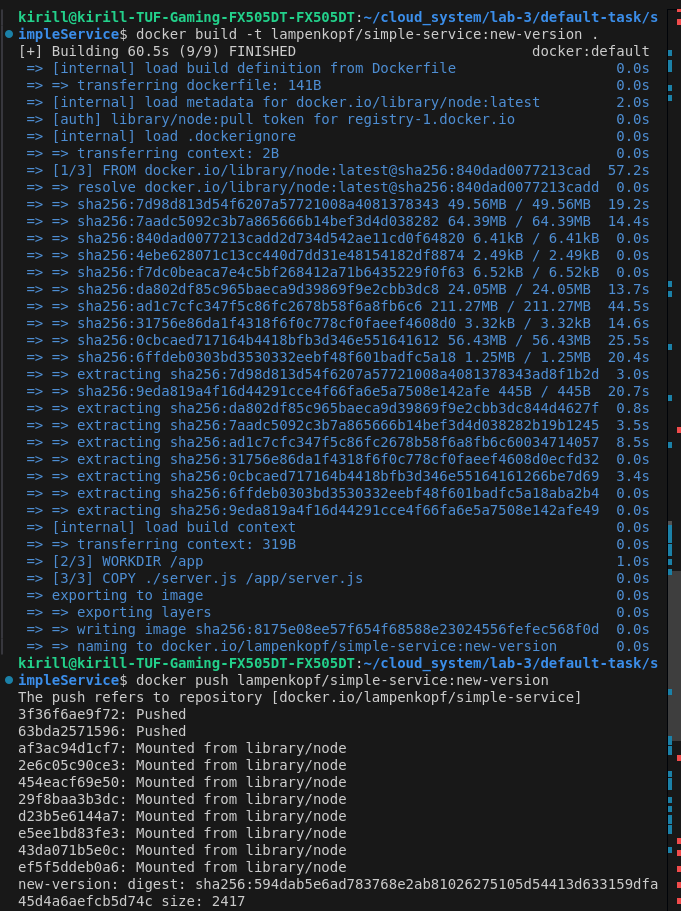 kirill@kirill-TUF-Gaming-FX505DT-FX505DT:~/cloud_system/lab-3/default-task/s
impleService$ docker build -t lampenkopf/simple-service:new-version .
[+] Building 60.5s (9/9) FINISHED docker:default
=> [internal] load build definition from Dockerfile 0.0s
=> => transferring dockerfile: 141B 0.0s
=> [internal] load metadata for docker.io/library/node:latest 2.0s
=> [auth] library/node:pull token for registry-1.docker.io 0.0s
=> [internal] load .dockerignore 0.0s
=> => transferring context: 2B 0.0s
=> [1/3] FROM docker.io/library/node:latest@sha256:840dad0077213cad 57.2s
=> => resolve docker.io/library/node:latest@sha256:840dad0077213cadd 0.0s
=> => sha256:7d98d813d54f6207a57721008a4081378343 49.56MB / 49.56MB 19.2s
=> => sha256:7aadc5092c3b7a865666b14bef3d4d038282 64.39MB / 64.39MB 14.4s
=> => sha256:840dad0077213cadd2d734d542ae11cd0f64820 6.41kB / 6.41kB 0.0s
=> => sha256:4ebe628071c13cc440d7dd31e48154182df8874 2.49kB / 2.49kB 0.0s
=> => sha256:f7dc0beaca7e4c5bf268412a71b6435229f0f63 6.52kB / 6.52kB 0.0s
=> => sha256:da802df85c965baeca9d39869f9e2cbb3dc8 24.05MB / 24.05MB 13.7s
=> => sha256:ad1c7cfc347f5c86fc2678b58f6a8fb6c6 211.27MB / 211.27MB 44.5s
=> => sha256:31756e86da1f4318f6f0c778cf0faeef4608d0 3.32kB / 3.32kB 14.6s
=> => sha256:0cbcaed717164b4418bfb3d346e551641612 56.43MB / 56.43MB 25.5s
=> => sha256:6ffdeb0303bd3530332eebf48f601badfc5a18 1.25MB / 1.25MB 20.4s
=> => extracting sha256:7d98d813d54f6207a57721008a4081378343ad8f1b2d 3.0s
=> => sha256:9eda819a4f16d44291cce4f66fa6e5a7508e142afe 445B / 445B 20.7s
=> => extracting sha256:da802df85c965baeca9d39869f9e2cbb3dc844d4627f 0.8s
=> => extracting sha256:7aadc5092c3b7a865666b14bef3d4d038282b19b1245 3.5s
=> => extracting sha256:ad1c7cfc347f5c86fc2678b58f6a8fb6c60034714057 8.5s
=> => extracting sha256:31756e86da1f4318f6f0c778cf0faeef4608d0ecfd32 0.0s
=> => extracting sha256:0cbcaed717164b4418bfb3d346e55164161266be7d69 3.4s
=> => extracting sha256:6ffdeb0303bd3530332eebf48f601badfc5a18aba2b4 0.0s
=> => extracting sha256:9eda819a4f16d44291cce4f66fa6e5a7508e142afe49 0.0s
=> [internal] load build context 0.0s
=> => transferring context: 319B 0.0s
=> [2/3] WORKDIR /app 1.0s
=> [3/3] COPY ./server.js /app/server.js 0.0s
=> exporting to image 0.0s
=> => exporting layers 0.0s
=> => writing image sha256:8175e08ee57f654f68588e23024556fefec568f0d 0.0s
=> => naming to docker.io/lampenkopf/simple-service:new-version 0.0s
kirill@kirill-TUF-Gaming-FX505DT-FX505DT:~/cloud_system/lab-3/default-task/s
impleService$ docker push lampenkopf/simple-service:new-version
The push refers to repository [docker.io/lampenkopf/simple-service]
3f36f6ae9f72: Pushed
63bda2571596: Pushed
af3ac94d1cf7: Mounted from library/node
2e6c05c90ce3: Mounted from library/node
454eacf69e50: Mounted from library/node
29f8baa3b3dc: Mounted from library/node
d23b5e6144a7: Mounted from library/node
e5ee1bd83fe3: Mounted from library/node
43da071b5e0c: Mounted from library/node
ef5f5ddeb0a6: Mounted from library/node
new-version: digest: sha256:594dab5e6ad783768e2ab81026275105d54413d633159dfa
45d4a6aefcb5d74c size: 2417